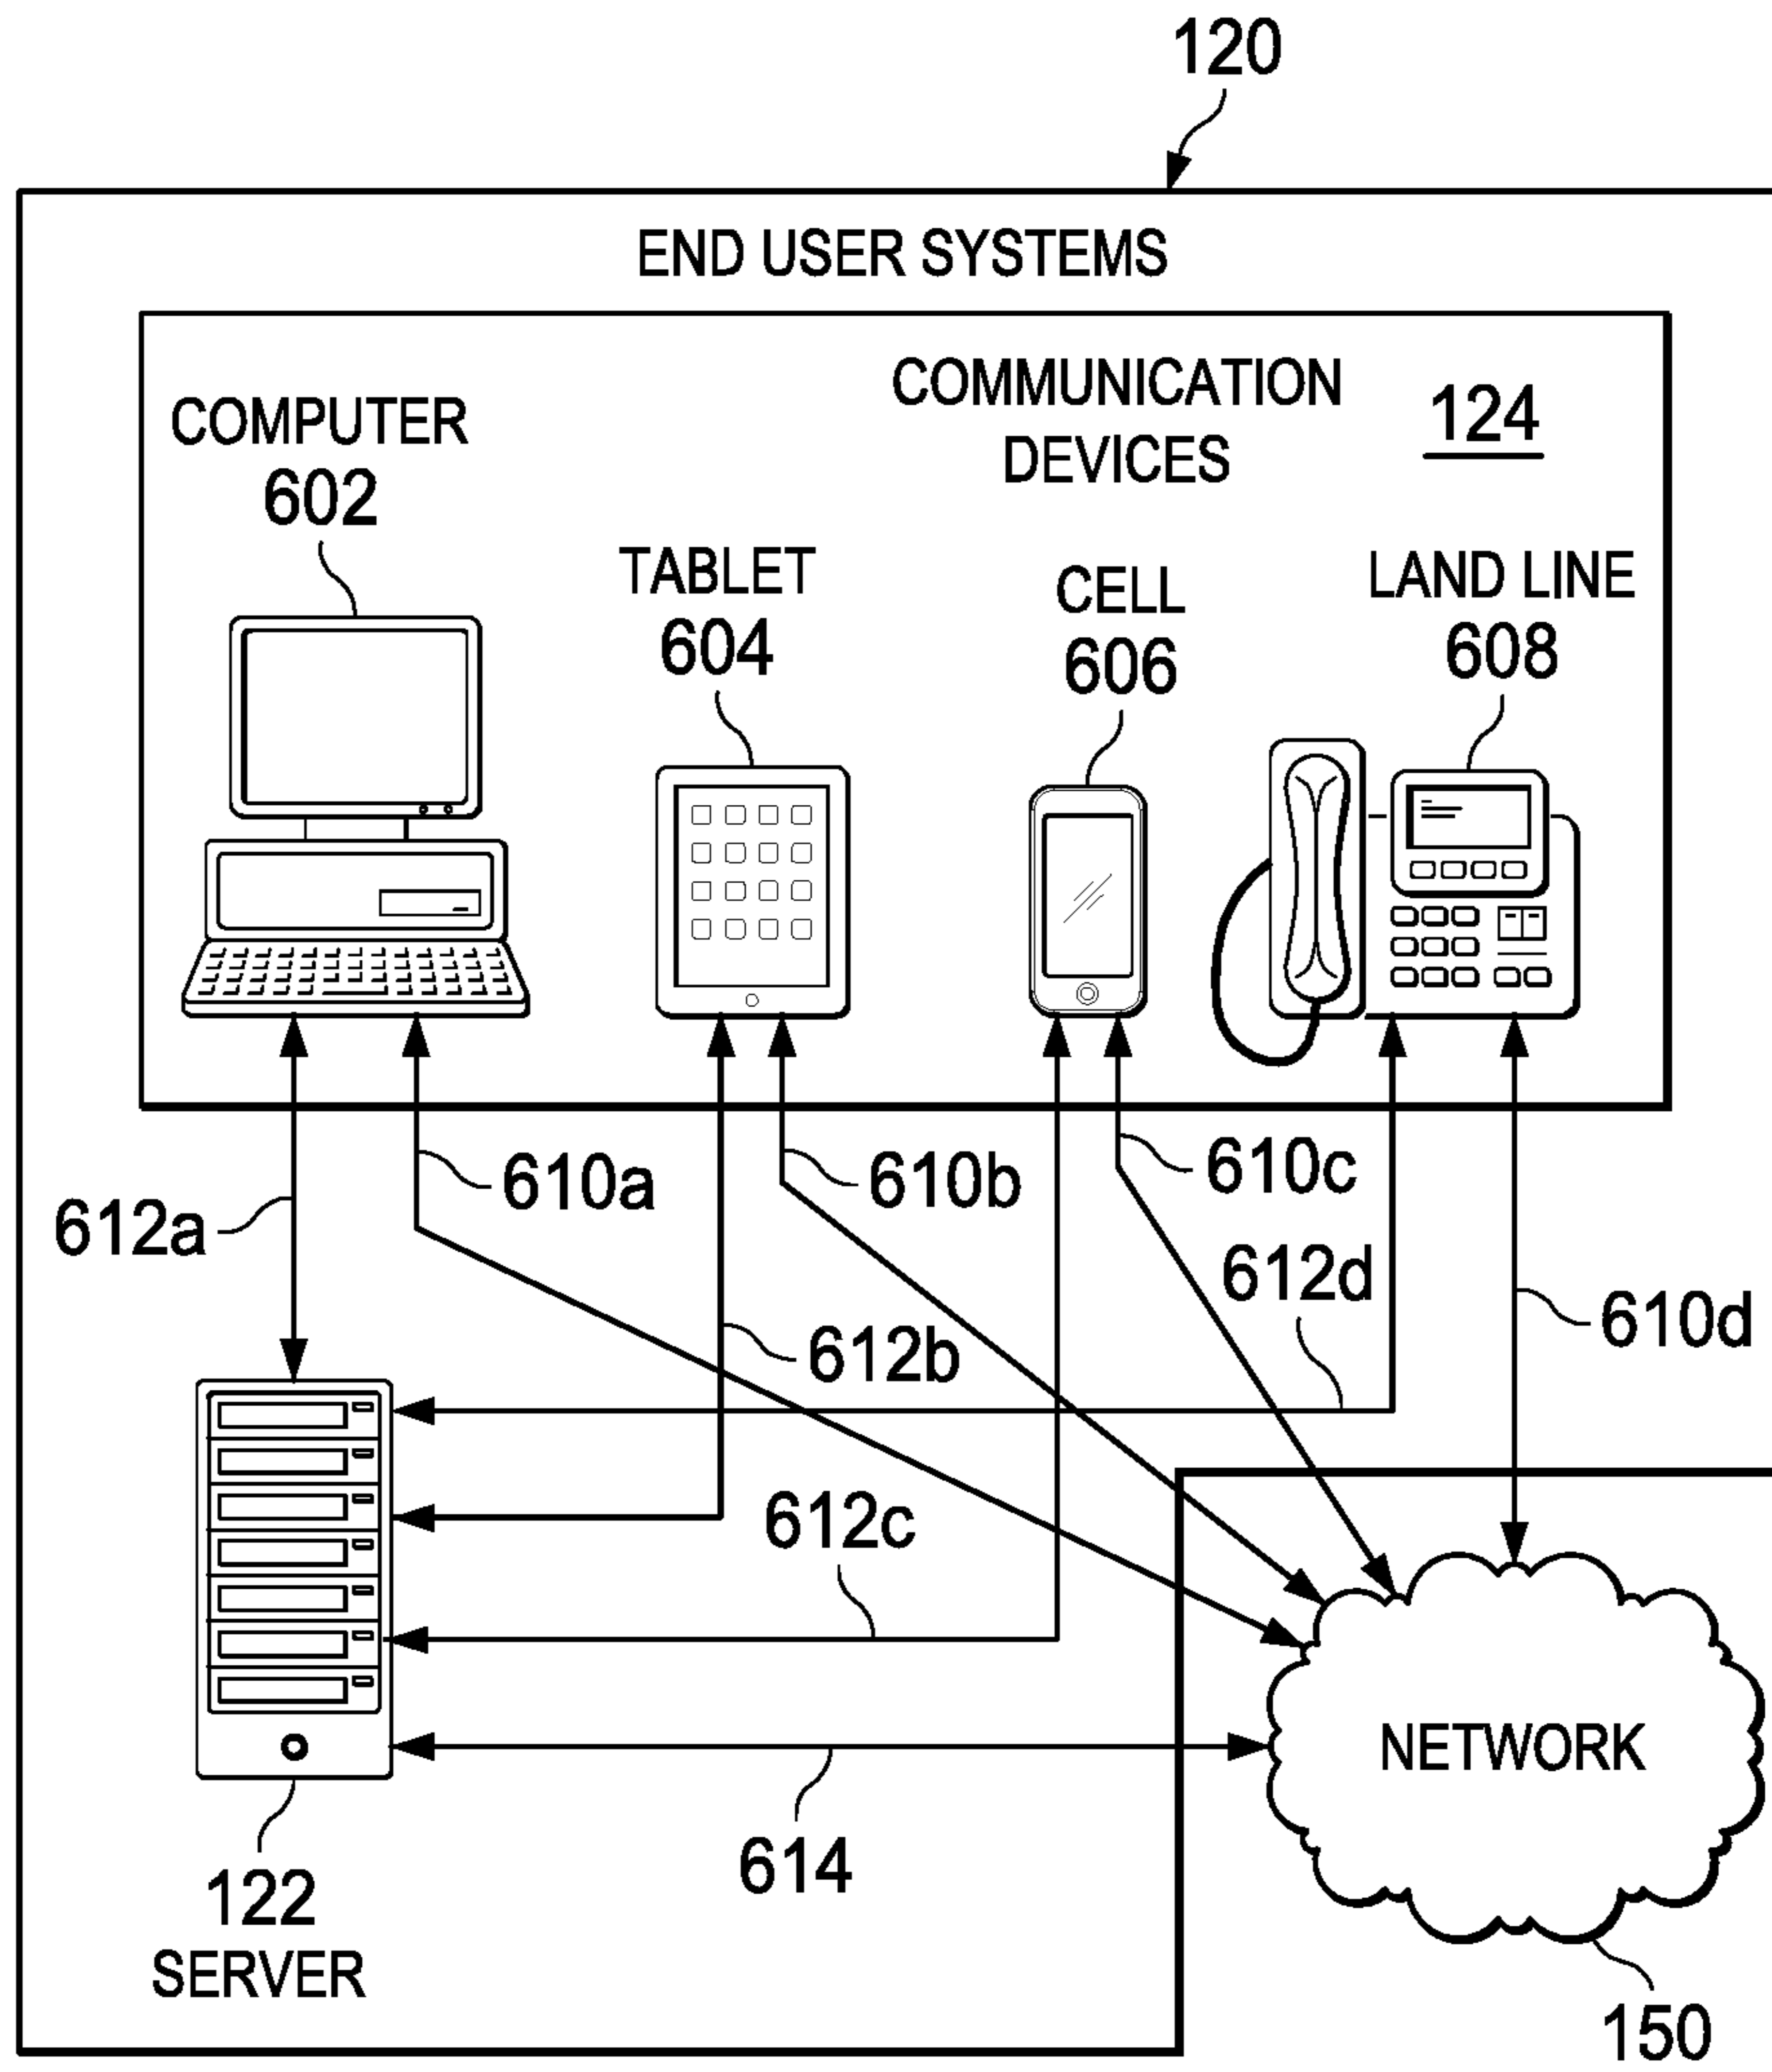 120
END USER SYSTEMS
COMMUNICATION
DEVICES
124
COMPUTER
602
TABLET
604
CELL
606
LAND LINE
608
612a
610a
610b
610c
612d
610d
612b
612c
614
NETWORK
122
SERVER
150